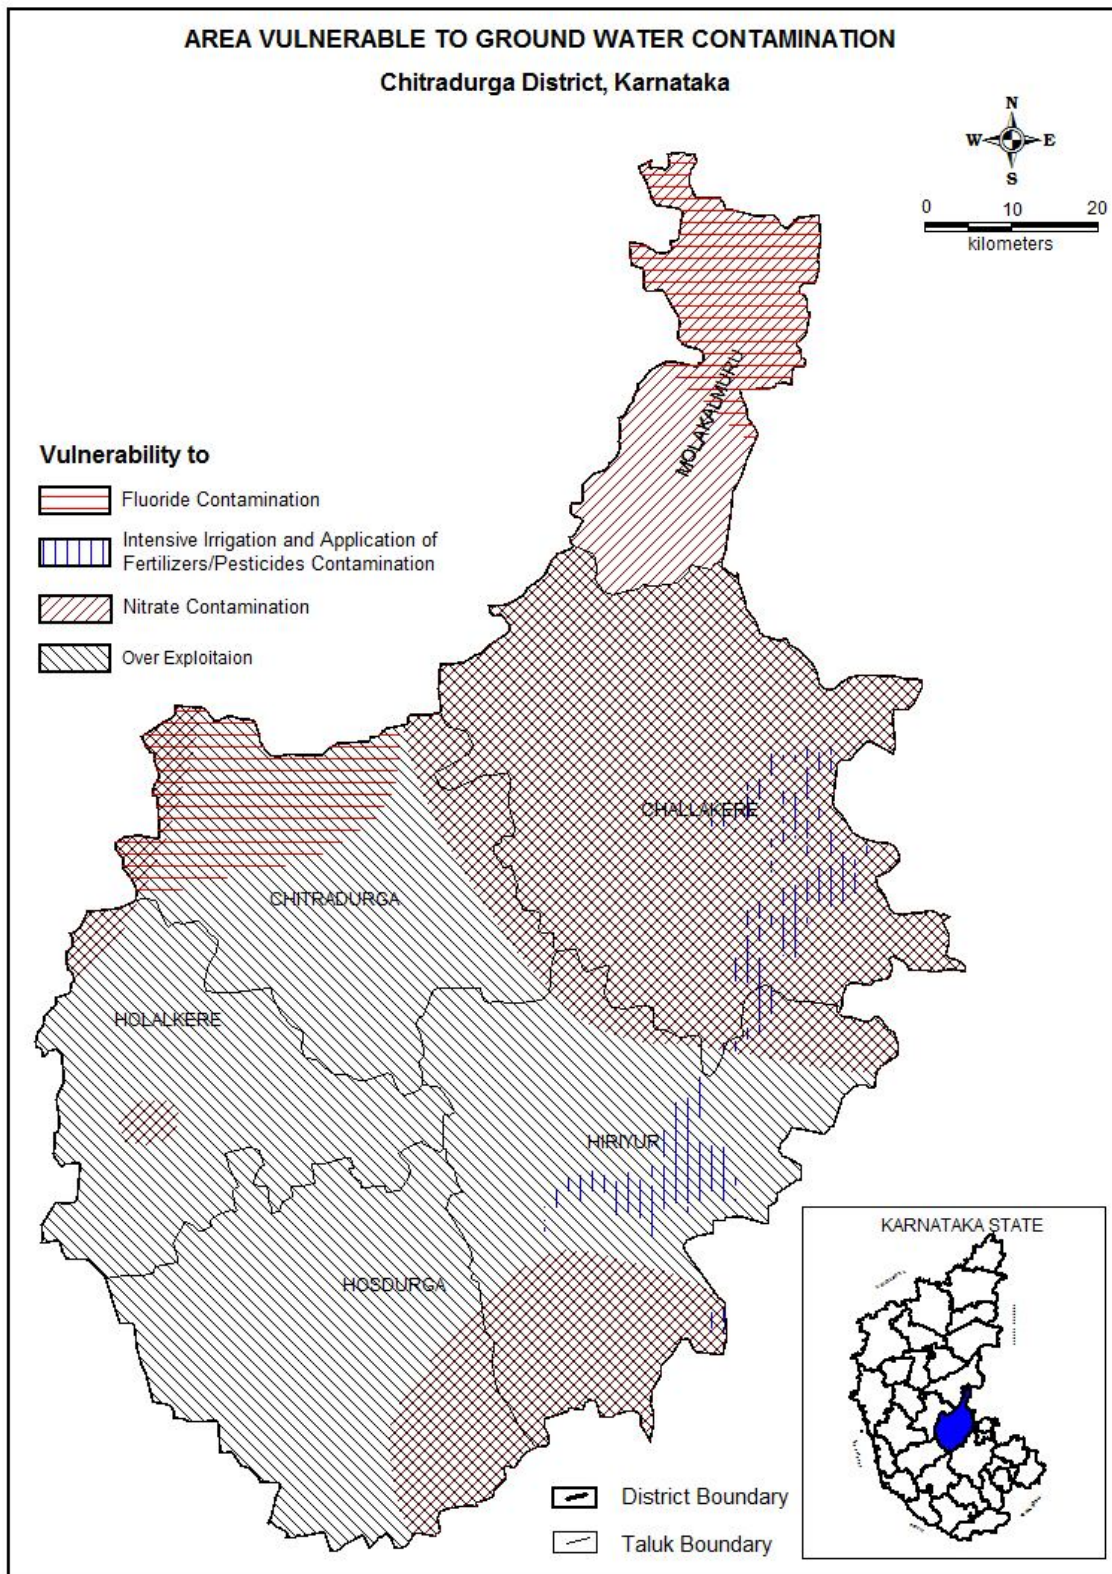 AREA VULNERABLE TO GROUND WATER CONTAMINATION
Chitradurga District, Karnataka
N
W E
S
0 10 20
kilometers
MOLAKALMURU
Vulnerability to
Fluoride Contamination
Intensive Irrigation and Application of
Fertilizers/Pesticides Contamination
Nitrate Contamination
Over Exploitaion
CHALLAKERE
CHITRADURGA
HOLALKERE
HIRIYUR
HOSDURGA
KARNATAKA STATE
District Boundary
Taluk Boundary